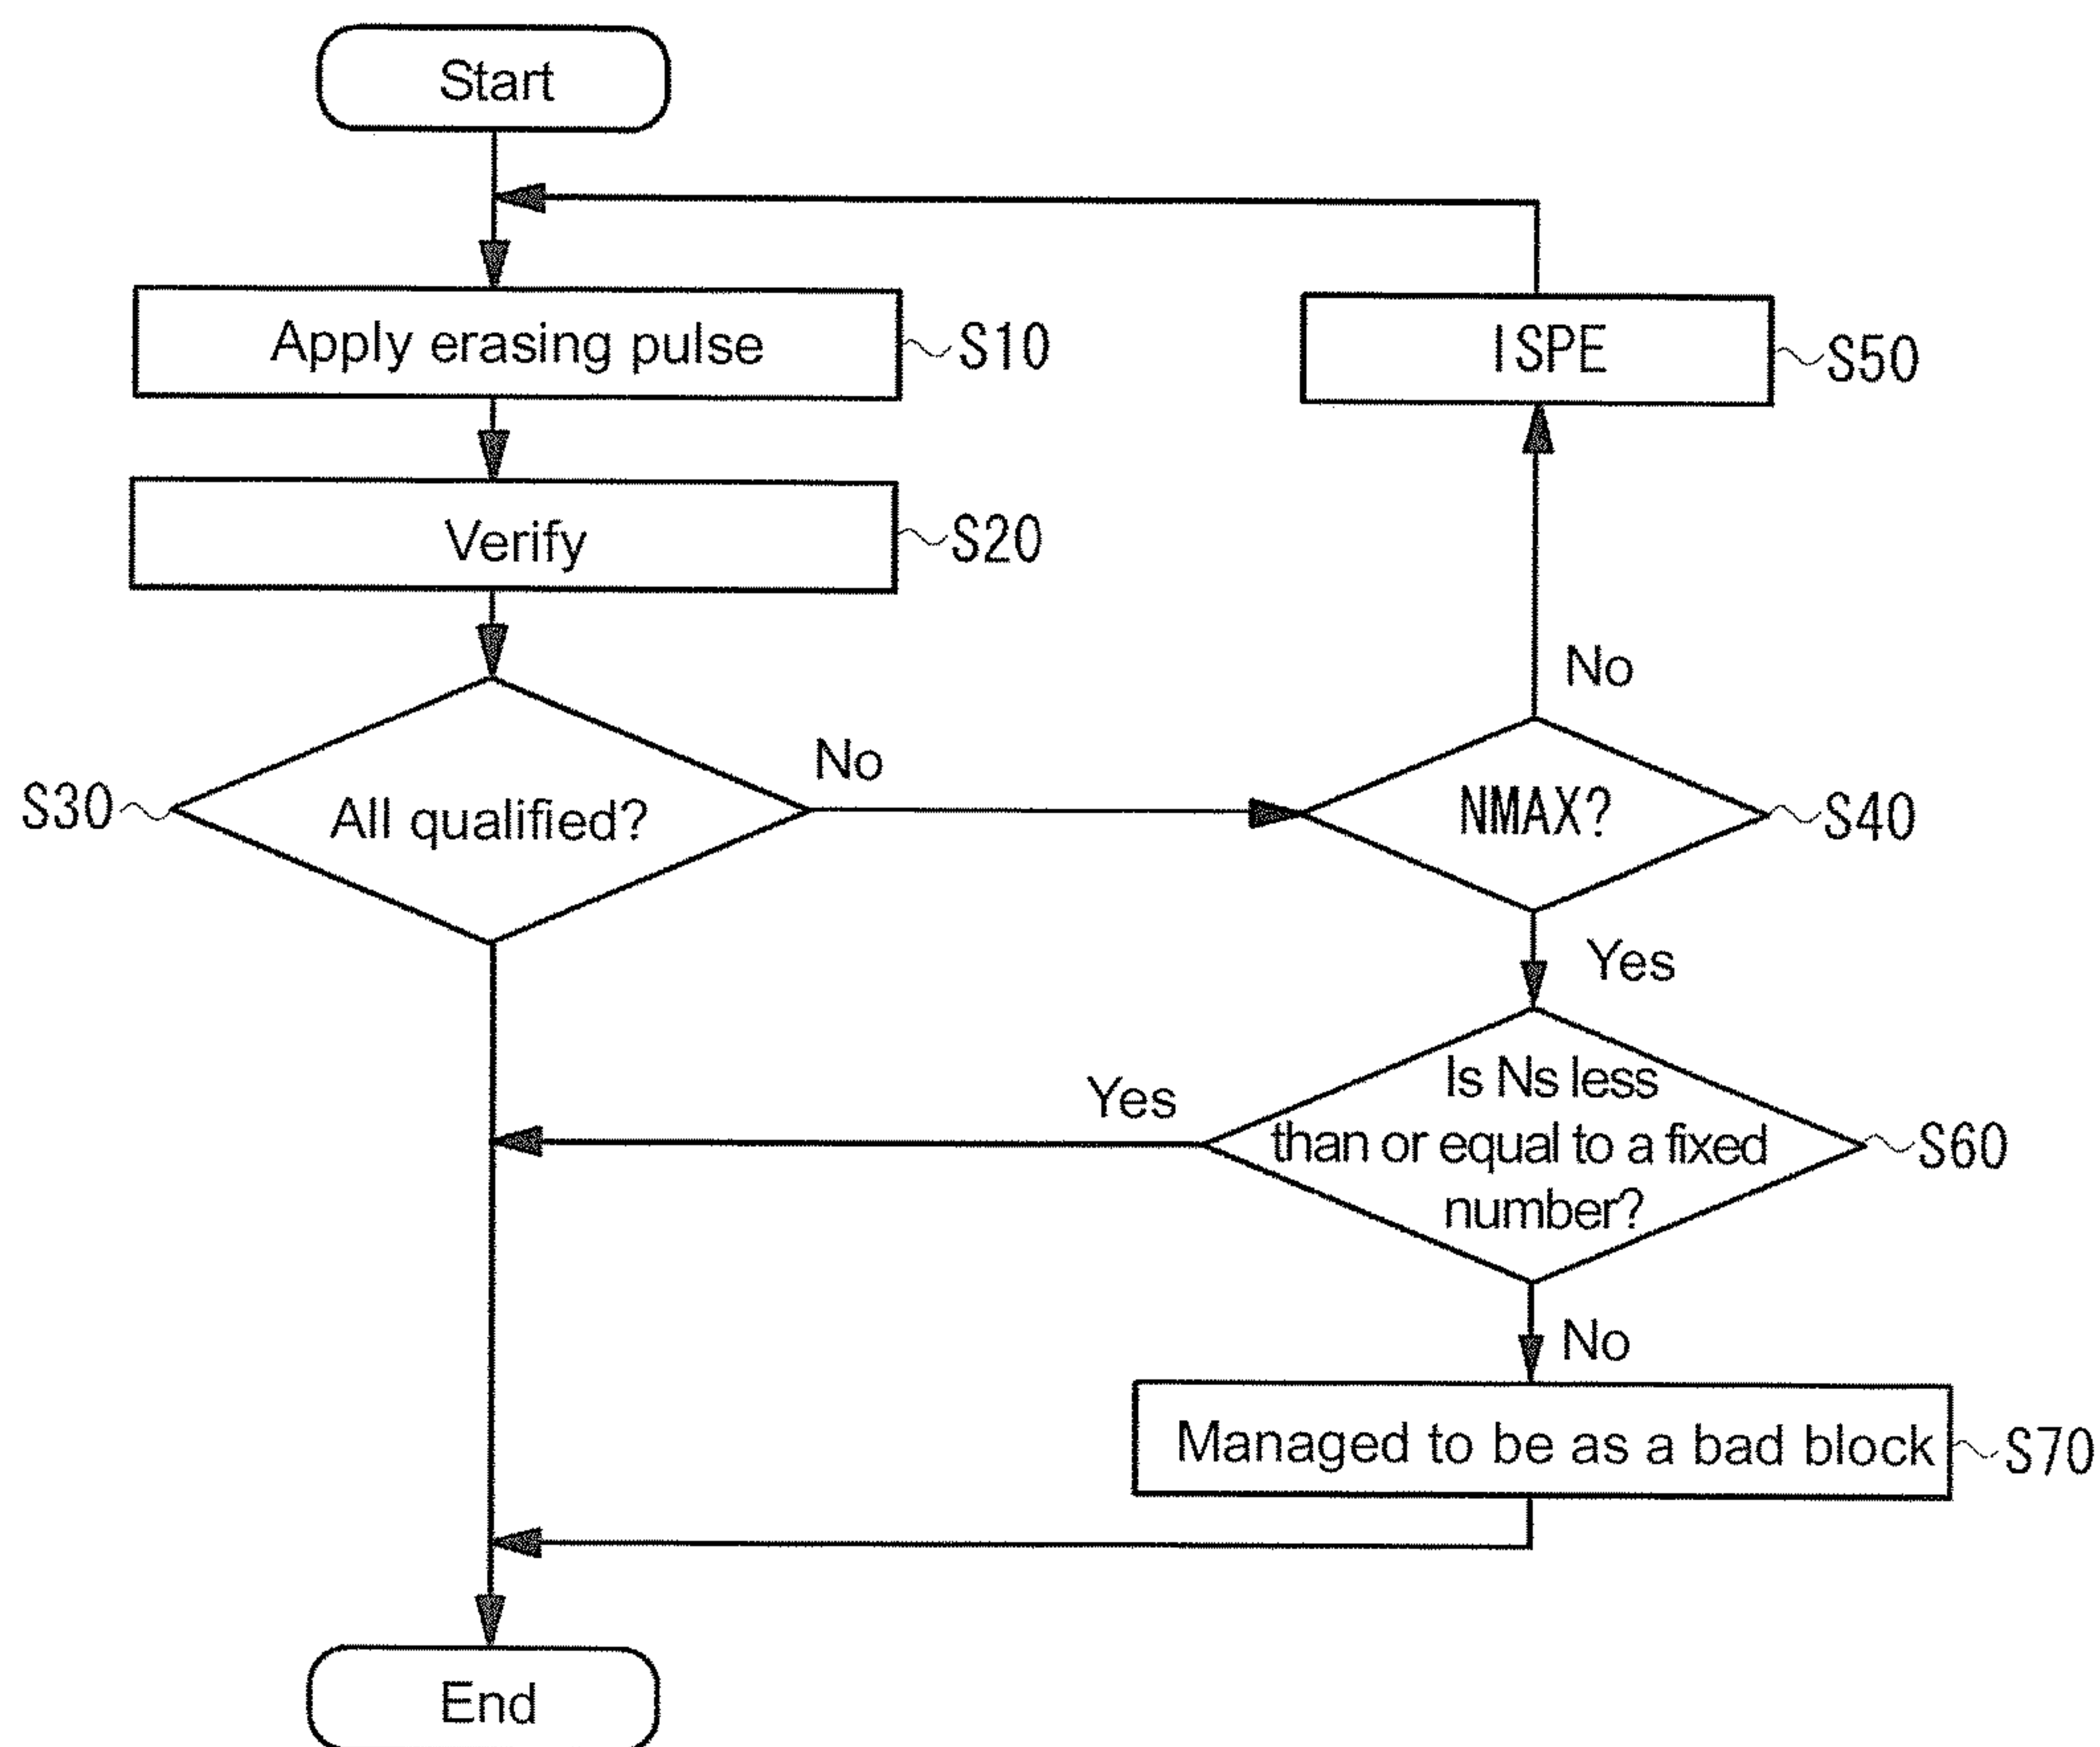 Start
Apply erasing pulse
S10
ISPE
S50
Verify
S20
No
No
S30
All qualified?
NMAX?
S40
Yes
Yes
Is Ns less
than or equal to a fixed
number?
S60
No
Managed to be as a bad block
S70
End